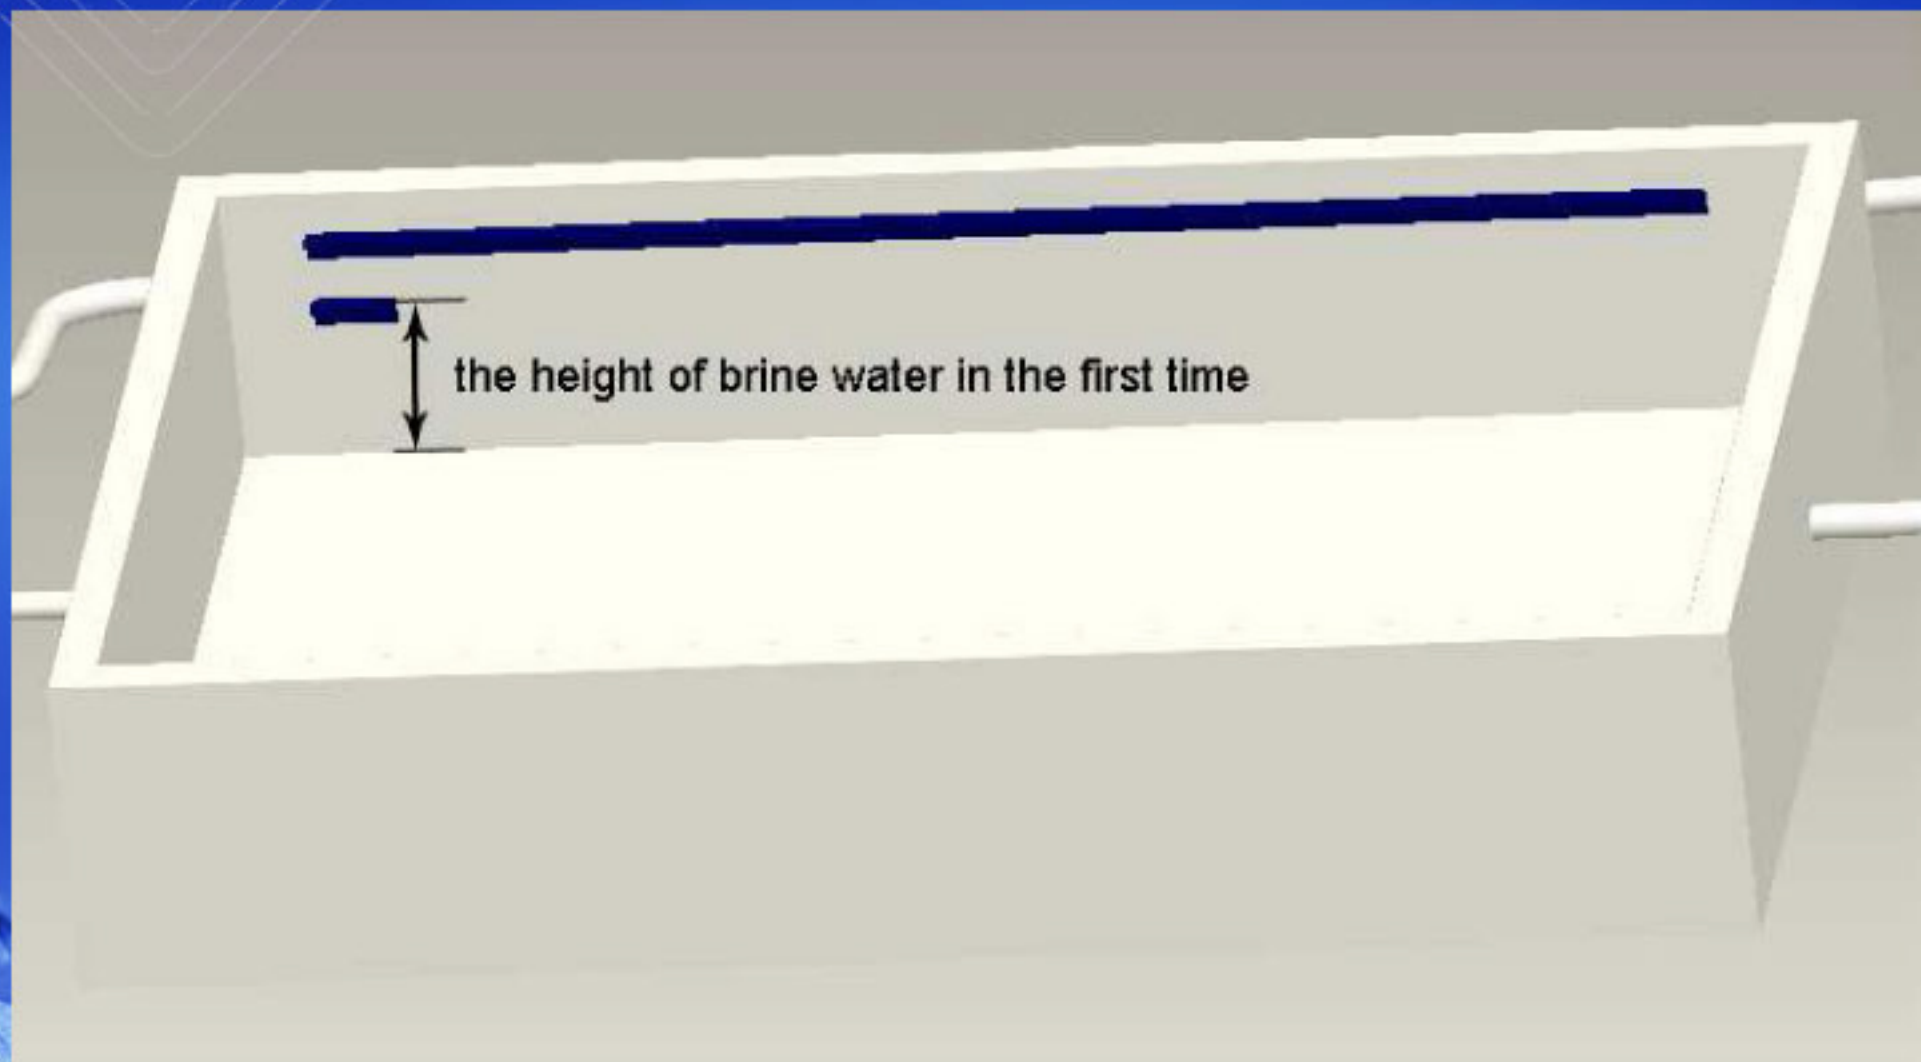 the height of brine water in the first time